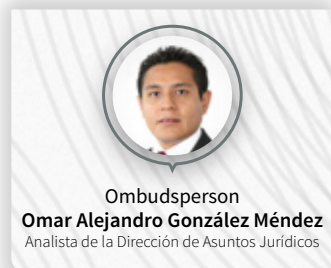 Ombudsperson
Omar Alejandro González Méndez
Analista de la Dirección de Asuntos Jurídicos